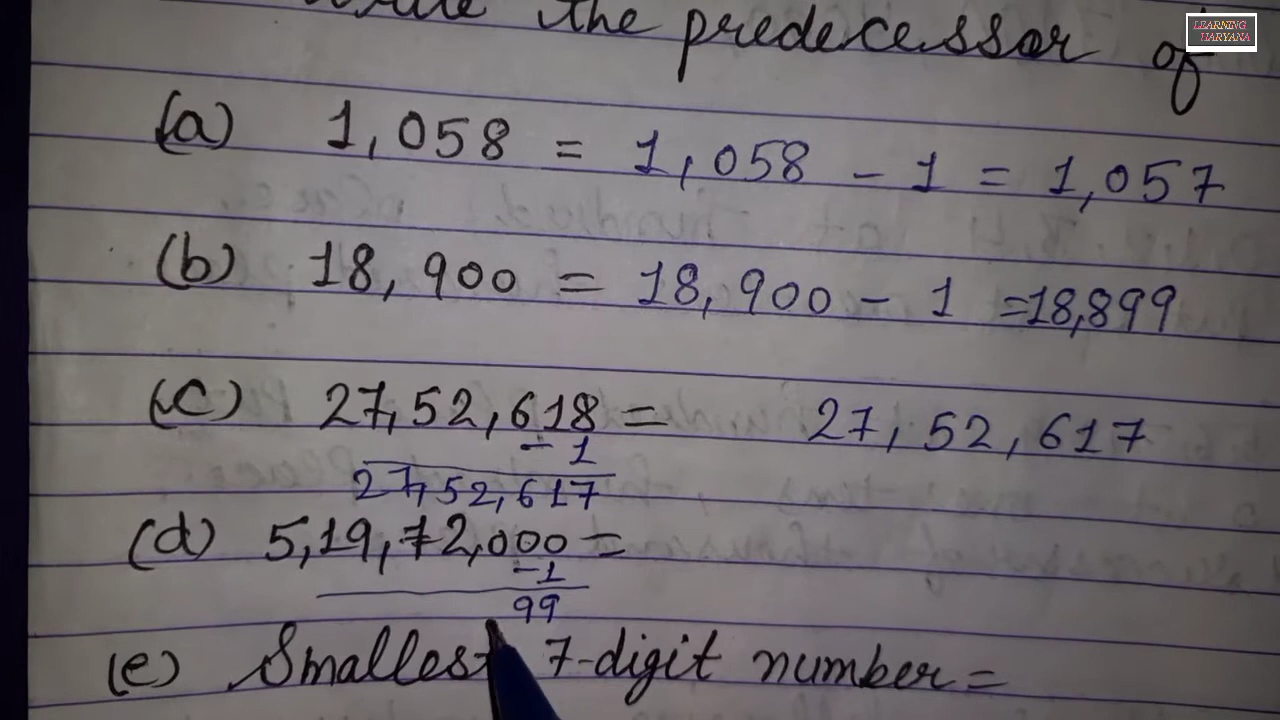 Write the predecessor of
LEARNING
HARYANA
(a) 1,058 = 1,058 - 1 = 1,057
(b) 18,900 = 18,900 - 1 =18,899
(c) 27,52,618 = 27,52,617
- 1
27,52,617
(d) 5,19,72,000 =
-1
99
(e) Smallest 7-digit number =